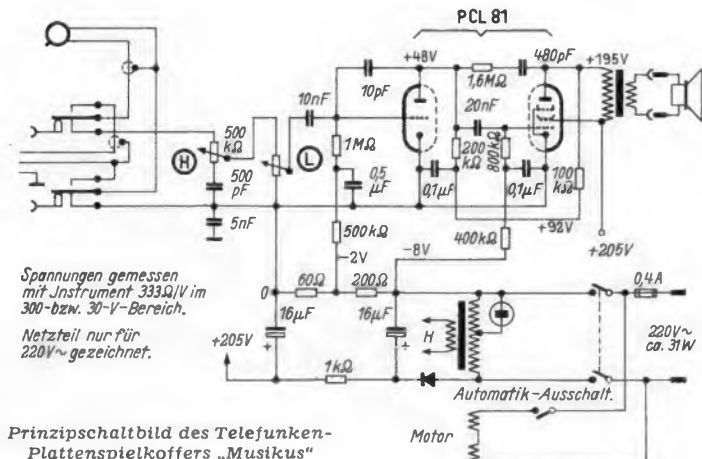 PCL 81
+48V
480pF
+195V
10pF
1,6MΩ
10nF
20nF
500
kΩ
H
L
1MΩ
200
kΩ
800kΩ
500
pF
0,5
µF
0,1µF
0,1µF
100
kΩ
5nF
500kΩ
400kΩ
+92V
-2V
-8V
+205V
Spannungen gemessen
mit Jnstrument 333Ω/V im
300-bzw. 30-V-Bereich.
Netzteil nur für
220V~ gezeichnet.
0
60Ω
200Ω
0,4A
16µF
16µF
H
220V~
ca. 31W
+205V
+
+
1kΩ
Automatik-Ausschalt.
Motor
Prinzipschaltbild des Telefunken-
Plattenspielkoffers „Musikus"